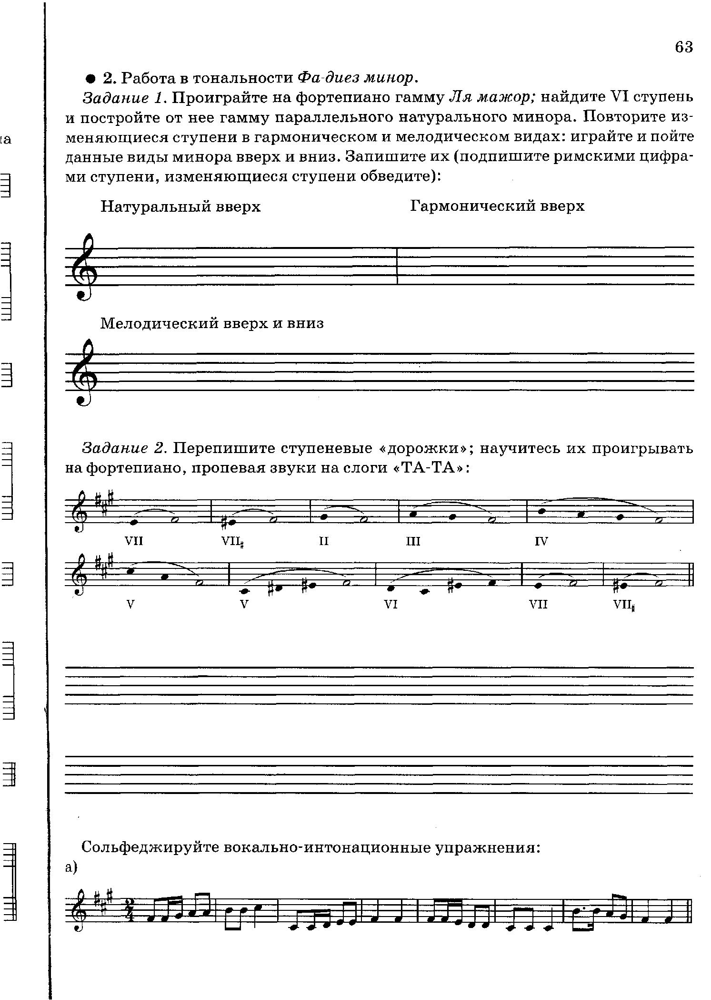 63
• 2. Работа в тональности Фа-диез минор.
Задание 1. Проиграйте на фортепиано гамму Ля мажор; найдите VI ступень
и постройте от нее гамму параллельного натурального минора. Повторите из-
меняющиеся ступени в гармоническом и мелодическом видах: играйте и пойте
данные виды минора вверх и вниз. Запишите их (подпишите римскими цифра-
ми ступени, изменяющиеся ступени обведите):
Натуральный вверх Гармонический вверх
Мелодический вверх и вниз
Задание 2. Перепишите ступеневые «дорожки»; научитесь их проигрывать
на фортепиано, пропевая звуки на слоги «ТА-ТА»:
VII VII♯ II III IV
V V VI VII VII♯
Сольфеджируйте вокально-интонационные упражнения:
а)
2
4